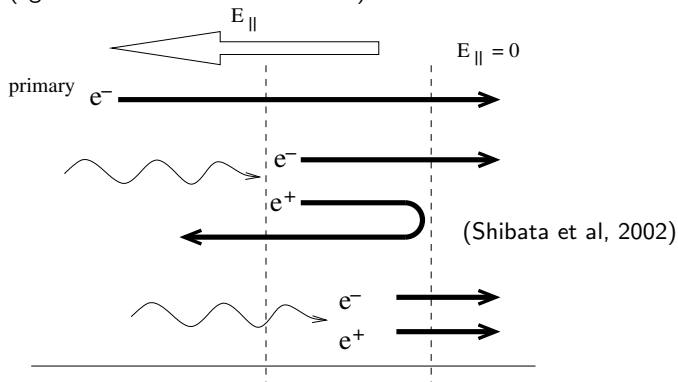 E ||
E || = 0
primary e–
e–
e+
(Shibata et al, 2002)
e–
e+